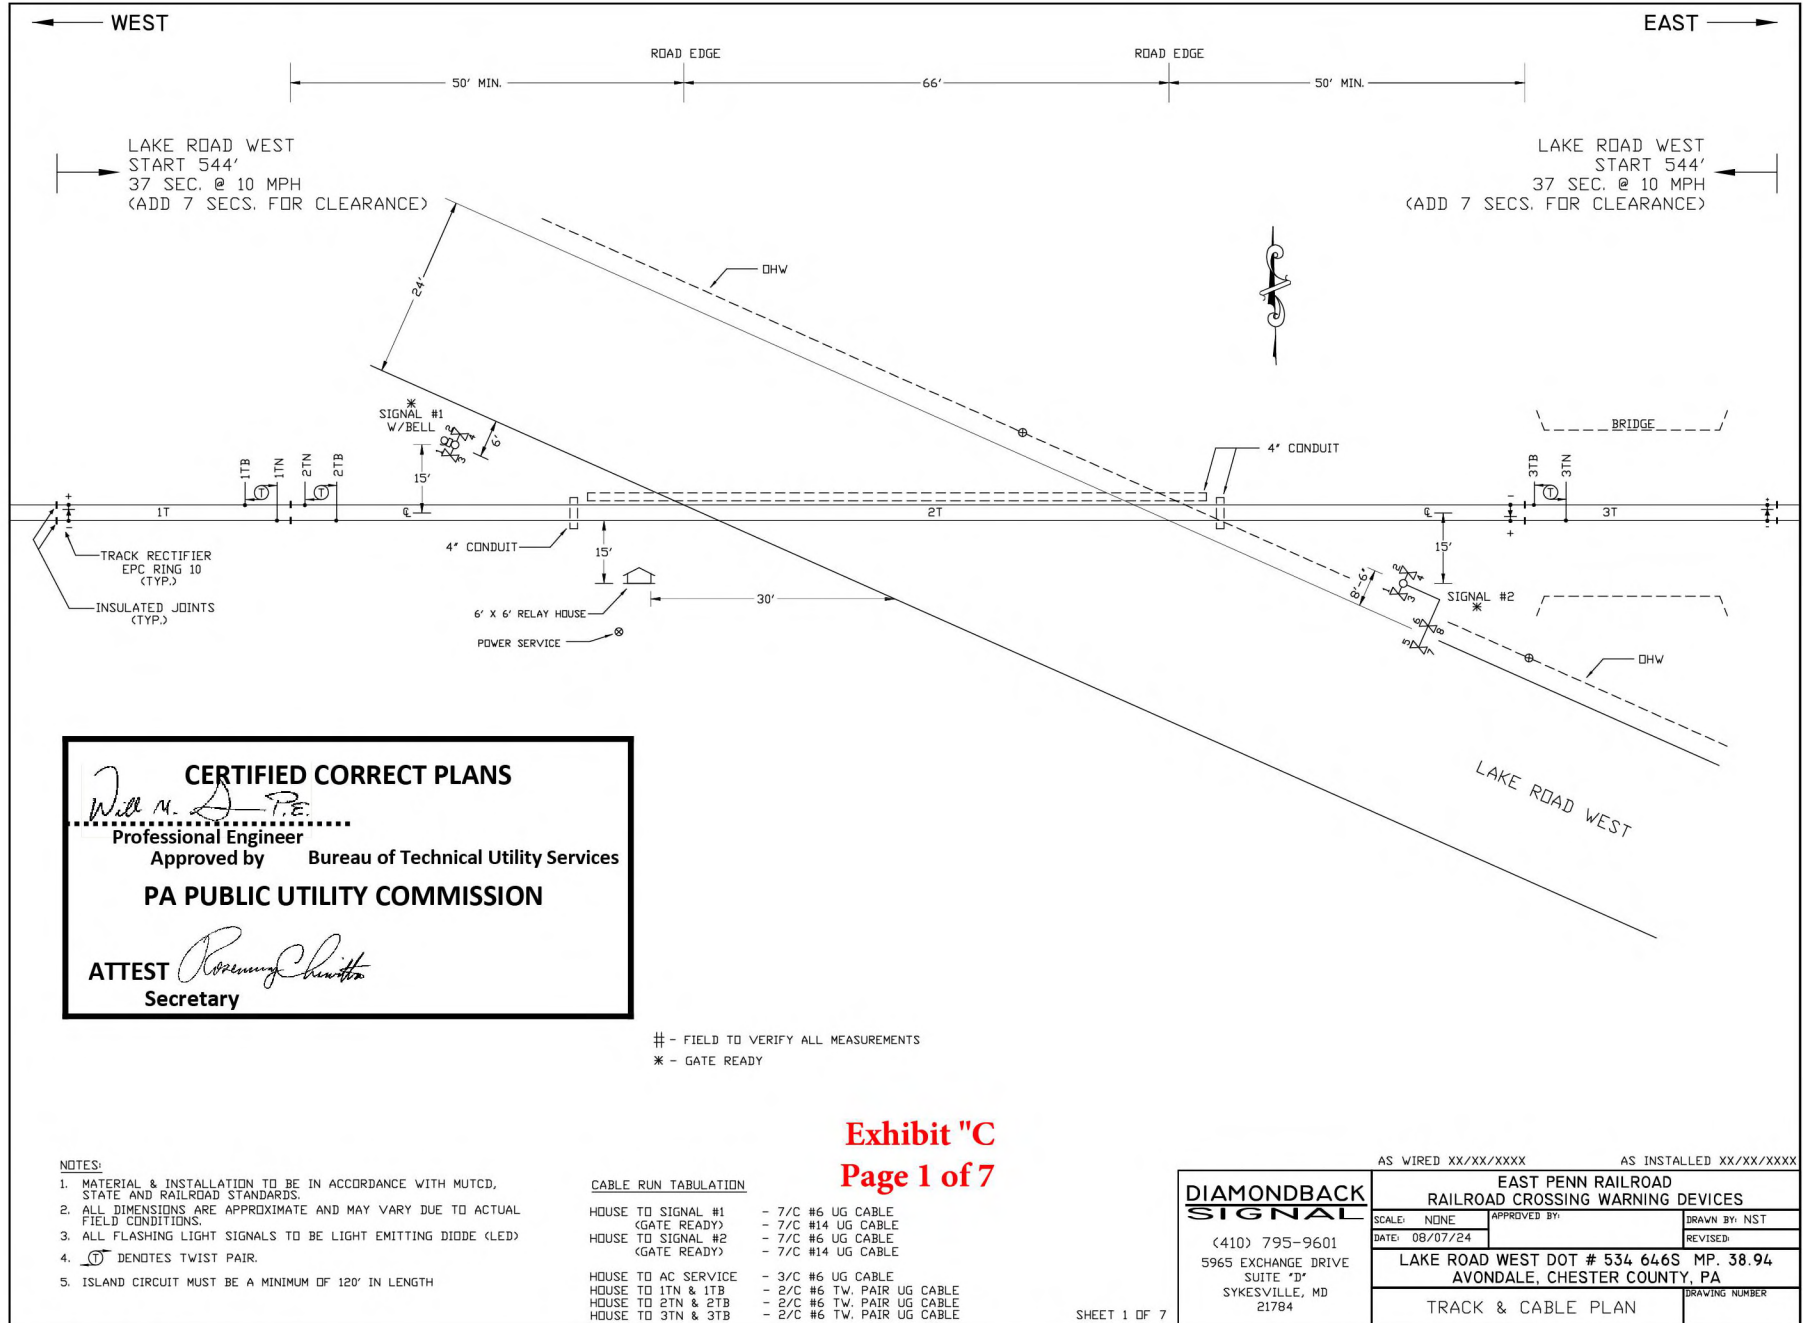 WEST
EAST
ROAD EDGE
ROAD EDGE
50' MIN.
66'
50' MIN.
LAKE ROAD WEST
START 544'
37 SEC. @ 10 MPH
(ADD 7 SECS. FOR CLEARANCE)
LAKE ROAD WEST
START 544'
37 SEC. @ 10 MPH
(ADD 7 SECS. FOR CLEARANCE)
OHW
24'
SIGNAL #1
W/BELL
6'
15'
1TB
1TN
2TN
2TB
T
T
1T
4" CONDUIT
2T
BRIDGE
3TB
3TN
T
3T
TRACK RECTIFIER
EPC RING 10
(TYP.)
INSULATED JOINTS
(TYP.)
4" CONDUIT
15'
6' X 6' RELAY HOUSE
30'
POWER SERVICE
15'
8'-6"
SIGNAL #2
OHW
LAKE ROAD WEST
CERTIFIED CORRECT PLANS
Will M. P.E.
Professional Engineer
Approved by Bureau of Technical Utility Services
PA PUBLIC UTILITY COMMISSION
ATTEST Rosemary Chiavetta
Secretary
# - FIELD TO VERIFY ALL MEASUREMENTS
* - GATE READY
Exhibit "C
Page 1 of 7
NOTES:
1. MATERIAL & INSTALLATION TO BE IN ACCORDANCE WITH MUTCD,
STATE AND RAILROAD STANDARDS.
2. ALL DIMENSIONS ARE APPROXIMATE AND MAY VARY DUE TO ACTUAL
FIELD CONDITIONS.
3. ALL FLASHING LIGHT SIGNALS TO BE LIGHT EMITTING DIODE (LED)
4. T DENOTES TWIST PAIR.
5. ISLAND CIRCUIT MUST BE A MINIMUM OF 120' IN LENGTH
CABLE RUN TABULATION
HOUSE TO SIGNAL #1 - 7/C #6 UG CABLE
(GATE READY) - 7/C #14 UG CABLE
HOUSE TO SIGNAL #2 - 7/C #6 UG CABLE
(GATE READY) - 7/C #14 UG CABLE
HOUSE TO AC SERVICE - 3/C #6 UG CABLE
HOUSE TO 1TN & 1TB - 2/C #6 TW. PAIR UG CABLE
HOUSE TO 2TN & 2TB - 2/C #6 TW. PAIR UG CABLE
HOUSE TO 3TN & 3TB - 2/C #6 TW. PAIR UG CABLE
SHEET 1 OF 7
AS WIRED XX/XX/XXXX
AS INSTALLED XX/XX/XXXX
DIAMONDBACK
SIGNAL
(410) 795-9601
5965 EXCHANGE DRIVE
SUITE "D"
SYKESVILLE, MD
21784
EAST PENN RAILROAD
RAILROAD CROSSING WARNING DEVICES
SCALE: NONE
APPROVED BY:
DRAWN BY: NST
DATE: 08/07/24
REVISED:
LAKE ROAD WEST DOT # 534 646S MP. 38.94
AVONDALE, CHESTER COUNTY, PA
TRACK & CABLE PLAN
DRAWING NUMBER